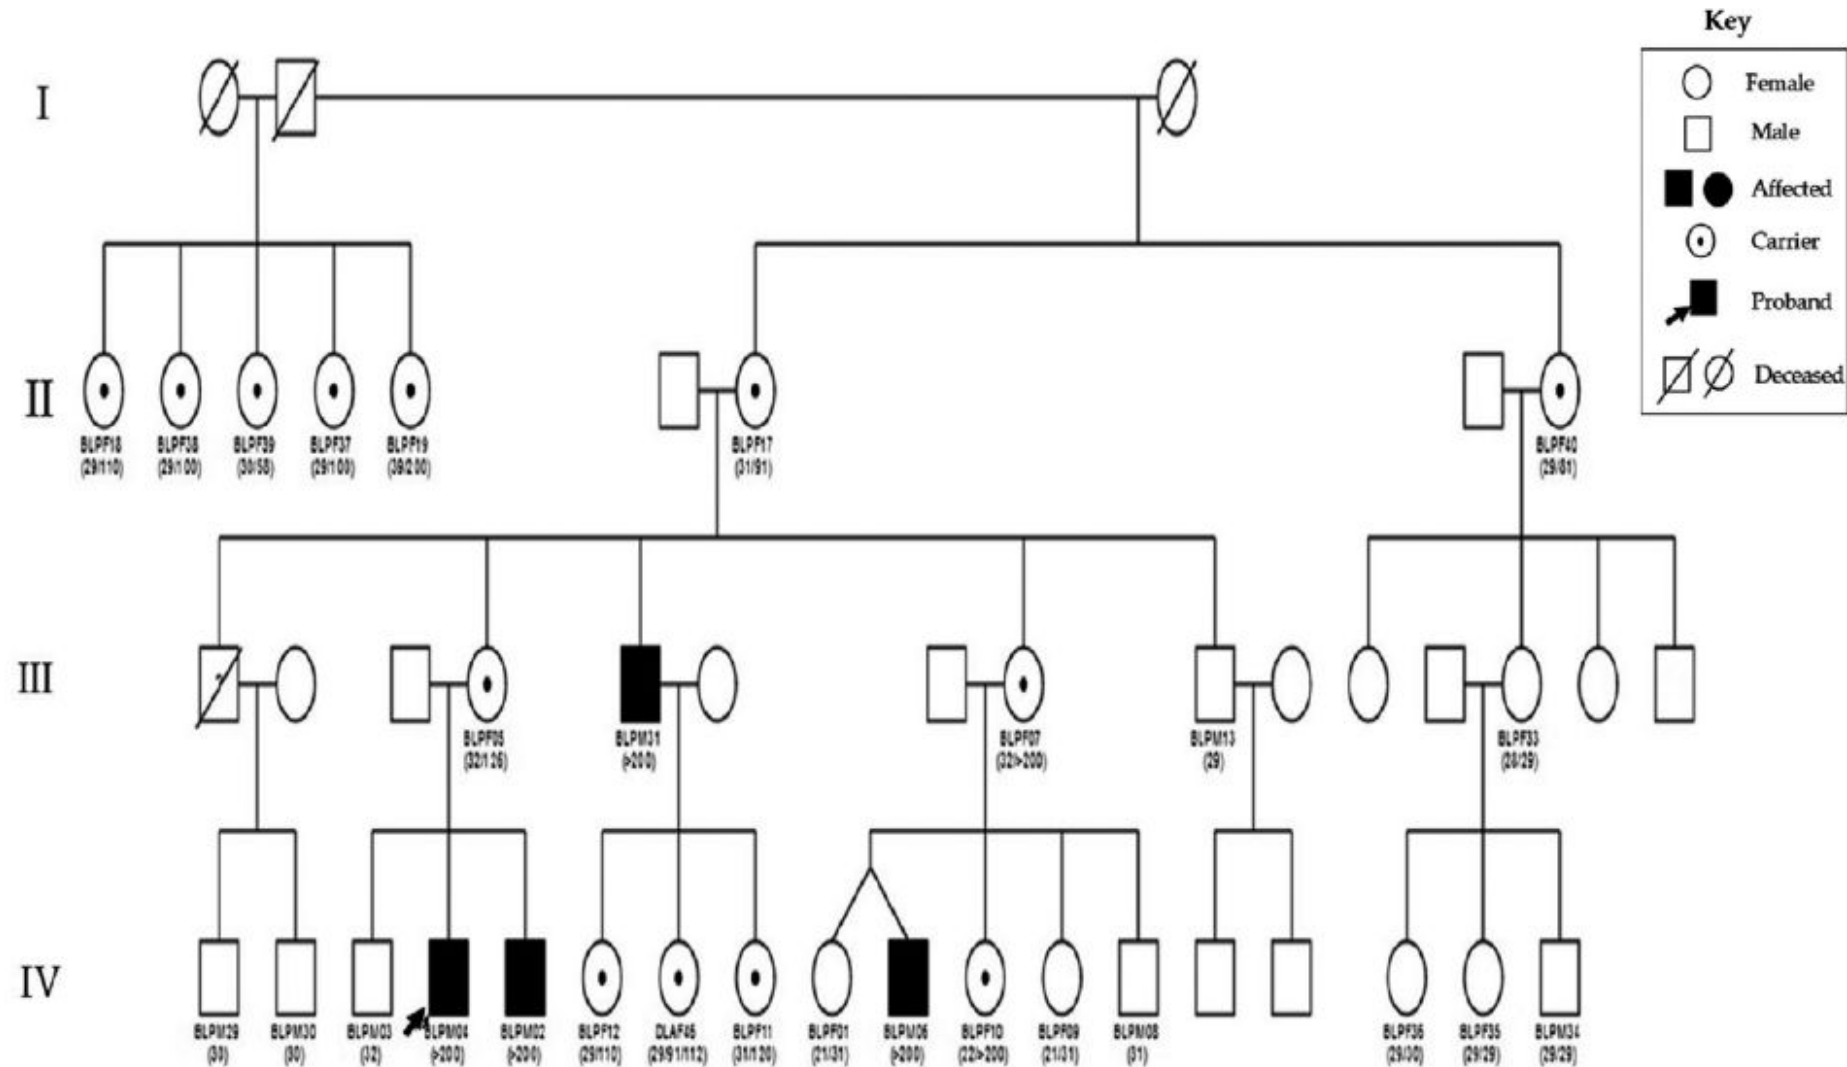 Key
Female
Male
Affected
Carrier
Proband
Deceased
I
II
BLPF18
(29/110)
BLPF38
(29/100)
BLPF39
(30/58)
BLPF37
(29/100)
BLPF19
(39/200)
BLPF17
(31/91)
BLPF40
(29/81)
III
BLPF05
(32/126)
BLPM31
(>200)
BLPF07
(32/>200)
BLPM13
(29)
BLPF33
(28/29)
IV
BLPM29
(30)
BLPM30
(30)
BLPM03
(32)
BLPM04
(>200)
BLPM02
(>200)
BLPF12
(29/110)
DLAF46
(29/91/112)
BLPF11
(31/120)
BLPF01
(21/31)
BLPM06
(>200)
BLPF10
(22/>200)
BLPF09
(21/31)
BLPM08
(31)
BLPF36
(29/30)
BLPF35
(29/29)
BLPM34
(29/29)